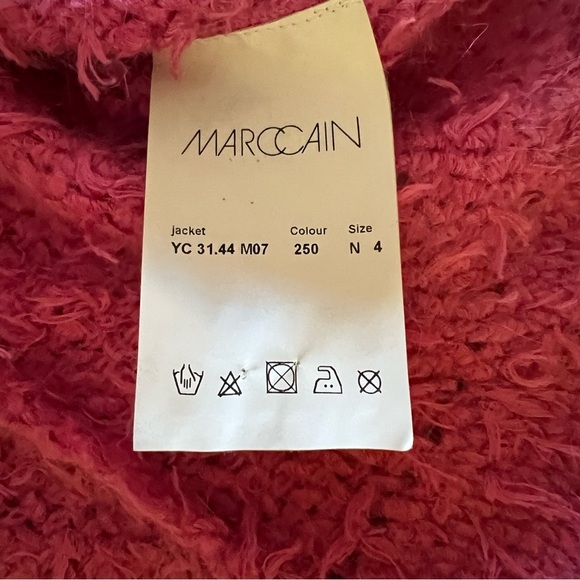 MARCCAIN
jacket Colour Size
YC 31.44 M07 250 N 4